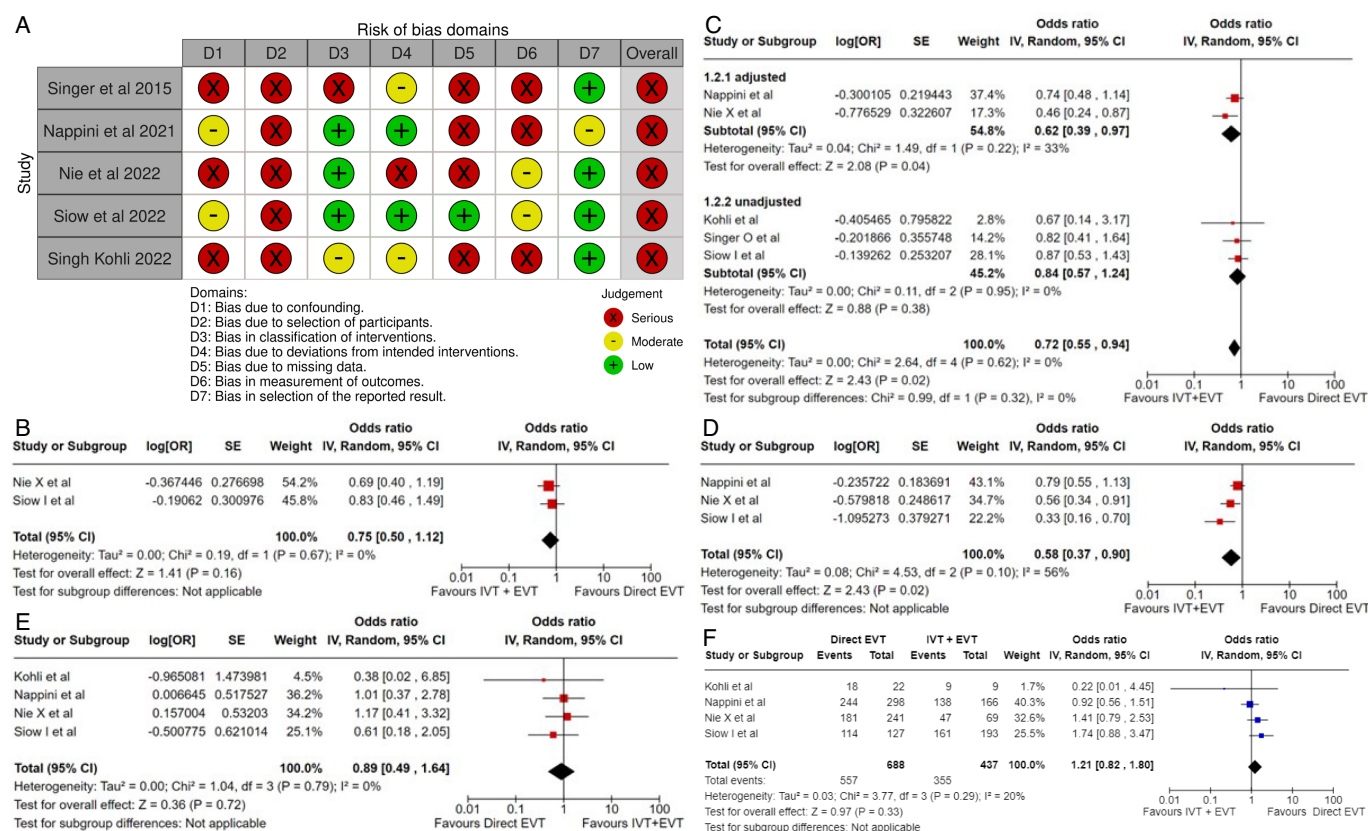 A
Risk of bias domains
D1 D2 D3 D4 D5 D6 D7 Overall
Study
Singer et al 2015 X X X - X X + X
Nappini et al 2021 - X + + X X - X
Nie et al 2022 X X + X X - + X
Siow et al 2022 - X + + + - + X
Singh Kohli 2022 X X - - X X + X
Domains:
D1: Bias due to confounding.
D2: Bias due to selection of participants.
D3: Bias in classification of interventions.
D4: Bias due to deviations from intended interventions.
D5: Bias due to missing data.
D6: Bias in measurement of outcomes.
D7: Bias in selection of the reported result.
Judgement
X Serious
- Moderate
+ Low
B
Odds ratio Odds ratio
Study or Subgroup log[OR] SE Weight IV, Random, 95% CI IV, Random, 95% CI
Nie X et al -0.367446 0.276698 54.2% 0.69 [0.40 , 1.19]
Siow I et al -0.19062 0.300976 45.8% 0.83 [0.46 , 1.49]
Total (95% CI) 100.0% 0.75 [0.50 , 1.12]
Heterogeneity: Tau² = 0.00; Chi² = 0.19, df = 1 (P = 0.67); I² = 0%
Test for overall effect: Z = 1.41 (P = 0.16)
Test for subgroup differences: Not applicable
0.01 0.1 1 10 100
Favours IVT + EVT Favours Direct EVT
E
Odds ratio Odds ratio
Study or Subgroup log[OR] SE Weight IV, Random, 95% CI IV, Random, 95% CI
Kohli et al -0.965081 1.473981 4.5% 0.38 [0.02 , 6.85]
Nappini et al 0.006645 0.517527 36.2% 1.01 [0.37 , 2.78]
Nie X et al 0.157004 0.53203 34.2% 1.17 [0.41 , 3.32]
Siow I et al -0.500775 0.621014 25.1% 0.61 [0.18 , 2.05]
Total (95% CI) 100.0% 0.89 [0.49 , 1.64]
Heterogeneity: Tau² = 0.00; Chi² = 1.04, df = 3 (P = 0.79); I² = 0%
Test for overall effect: Z = 0.36 (P = 0.72)
Test for subgroup differences: Not applicable
0.01 0.1 1 10 100
Favours Direct EVT Favours IVT+EVT
C
Odds ratio Odds ratio
Study or Subgroup log[OR] SE Weight IV, Random, 95% CI IV, Random, 95% CI
1.2.1 adjusted
Nappini et al -0.300105 0.219443 37.4% 0.74 [0.48 , 1.14]
Nie X et al -0.776529 0.322607 17.3% 0.46 [0.24 , 0.87]
Subtotal (95% CI) 54.8% 0.62 [0.39 , 0.97]
Heterogeneity: Tau² = 0.04; Chi² = 1.49, df = 1 (P = 0.22); I² = 33%
Test for overall effect: Z = 2.08 (P = 0.04)
1.2.2 unadjusted
Kohli et al -0.405465 0.795822 2.8% 0.67 [0.14 , 3.17]
Singer O et al -0.201866 0.355748 14.2% 0.82 [0.41 , 1.64]
Siow I et al -0.139262 0.253207 28.1% 0.87 [0.53 , 1.43]
Subtotal (95% CI) 45.2% 0.84 [0.57 , 1.24]
Heterogeneity: Tau² = 0.00; Chi² = 0.11, df = 2 (P = 0.95); I² = 0%
Test for overall effect: Z = 0.88 (P = 0.38)
Total (95% CI) 100.0% 0.72 [0.55 , 0.94]
Heterogeneity: Tau² = 0.00; Chi² = 2.64, df = 4 (P = 0.62); I² = 0%
Test for overall effect: Z = 2.43 (P = 0.02)
Test for subgroup differences: Chi² = 0.99, df = 1 (P = 0.32), I² = 0%
0.01 0.1 1 10 100
Favours IVT+EVT Favours Direct EVT
D
Odds ratio Odds ratio
Study or Subgroup log[OR] SE Weight IV, Random, 95% CI IV, Random, 95% CI
Nappini et al -0.235722 0.183691 43.1% 0.79 [0.55 , 1.13]
Nie X et al -0.579818 0.248617 34.7% 0.56 [0.34 , 0.91]
Siow I et al -1.095273 0.379271 22.2% 0.33 [0.16 , 0.70]
Total (95% CI) 100.0% 0.58 [0.37 , 0.90]
Heterogeneity: Tau² = 0.08; Chi² = 4.53, df = 2 (P = 0.10); I² = 56%
Test for overall effect: Z = 2.43 (P = 0.02)
Test for subgroup differences: Not applicable
0.01 0.1 1 10 100
Favours IVT+EVT Favours Direct EVT
F
Direct EVT IVT + EVT Odds ratio Odds ratio
Study or Subgroup Events Total Events Total Weight IV, Random, 95% CI IV, Random, 95% CI
Kohli et al 18 22 9 9 1.7% 0.22 [0.01 , 4.45]
Nappini et al 244 298 138 166 40.3% 0.92 [0.56 , 1.51]
Nie X et al 181 241 47 69 32.6% 1.41 [0.79 , 2.53]
Siow I et al 114 127 161 193 25.5% 1.74 [0.88 , 3.47]
Total (95% CI) 688 437 100.0% 1.21 [0.82 , 1.80]
Total events: 557 355
Heterogeneity: Tau² = 0.03; Chi² = 3.77, df = 3 (P = 0.29); I² = 20%
Test for overall effect: Z = 0.97 (P = 0.33)
Test for subgroup differences: Not applicable
0.01 0.1 1 10 100
Favours IVT + EVT Favours Direct EVT